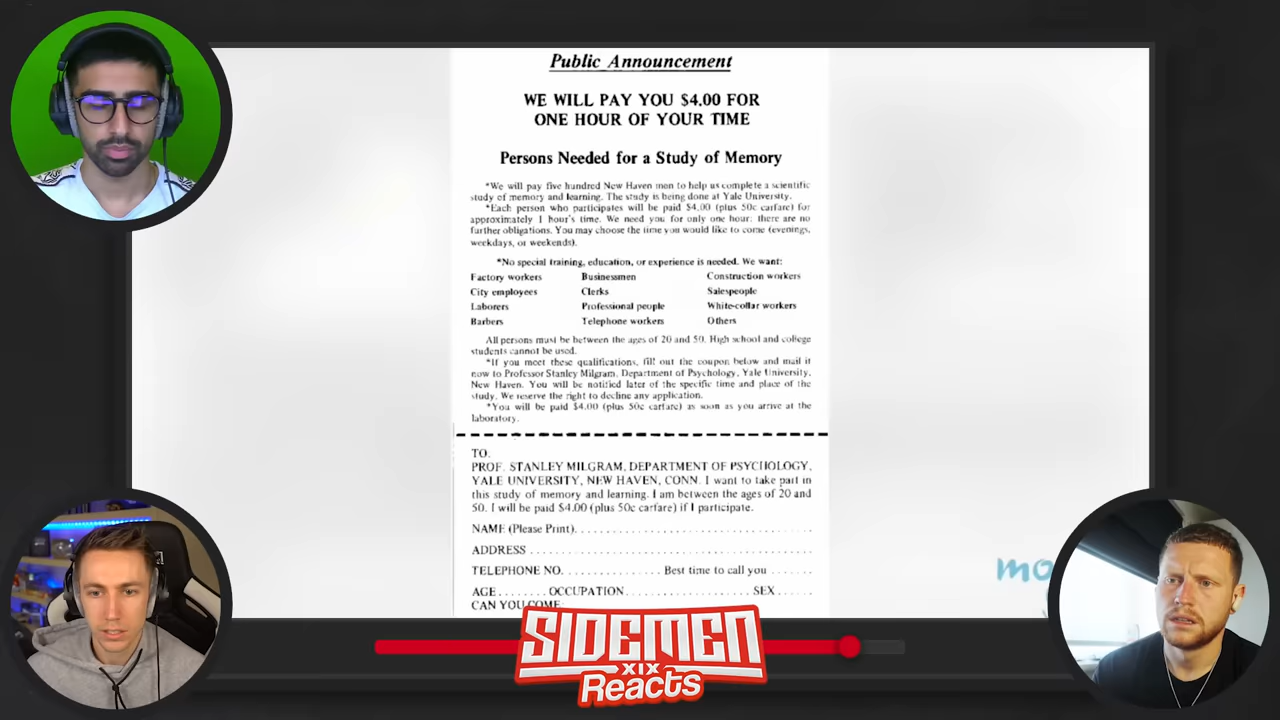 Public Announcement
WE WILL PAY YOU $4.00 FOR
ONE HOUR OF YOUR TIME
Persons Needed for a Study of Memory
*We will pay five hundred New Haven men to help us complete a scientific
study of memory and learning. The study is being done at Yale University.
*Each person who participates will be paid $4.00 (plus 50c carfare) for
approximately 1 hour's time. We need you for only one hour: there are no
further obligations. You may choose the time you would like to come (evenings,
weekdays, or weekends).
*No special training, education, or experience is needed. We want:
Factory workers Businessmen Construction workers
City employees Clerks Salespeople
Laborers Professional people White-collar workers
Barbers Telephone workers Others
All persons must be between the ages of 20 and 50. High school and college
students cannot be used.
*If you meet these qualifications, fill out the coupon below and mail it
now to Professor Stanley Milgram, Department of Psychology, Yale University,
New Haven. You will be notified later of the specific time and place of the
study. We reserve the right to decline any application.
*You will be paid $4.00 (plus 50c carfare) as soon as you arrive at the
laboratory.
TO:
PROF. STANLEY MILGRAM, DEPARTMENT OF PSYCHOLOGY,
YALE UNIVERSITY, NEW HAVEN, CONN. I want to take part in
this study of memory and learning. I am between the ages of 20 and
50. I will be paid $4.00 (plus 50c carfare) if I participate.
NAME (Please Print)
ADDRESS
TELEPHONE NO. Best time to call you
AGE OCCUPATION SEX
CAN YOU COME:
mo
SIDEMEN
XIX
Reacts